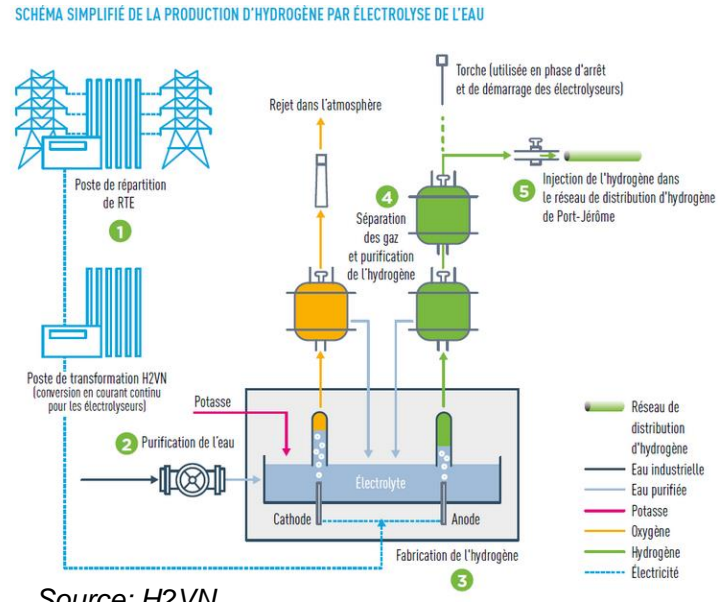 SCHÉMA SIMPLIFIÉ DE LA PRODUCTION D'HYDROGÈNE PAR ÉLECTROLYSE DE L'EAU
Torche (utilisée en phase d'arrêt
et de démarrage des électrolyseurs)
Rejet dans l'atmosphère
Poste de répartition
de RTE
1
4
Séparation
des gaz
et purification
de l'hydrogène
5
Injection de l'hydrogène dans
le réseau de distribution d'hydrogène
de Port-Jérôme
Poste de transformation H2VN
(conversion en courant continu
pour les électrolyseurs)
Potasse
2 Purification de l'eau
Électrolyte
Cathode
Anode
Fabrication de l'hydrogène
3
Réseau de
distribution
d'hydrogène
Eau industrielle
Eau purifiée
Potasse
Oxygène
Hydrogène
Électricité
Source: H2VN